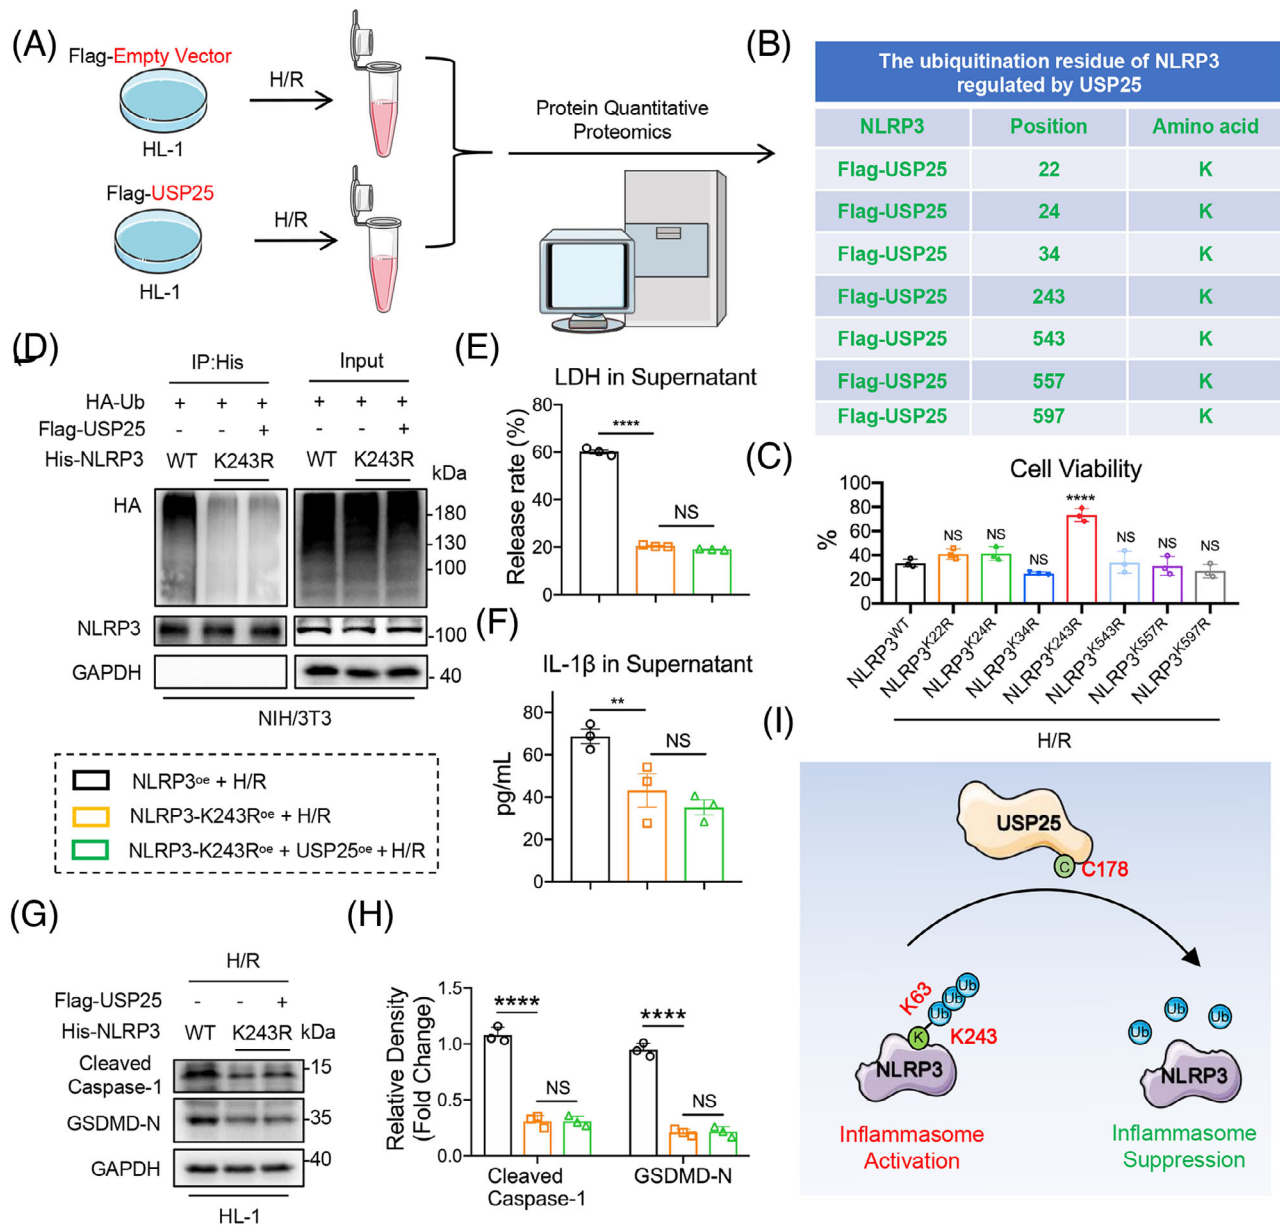 (A)
Flag-Empty Vector
HL-1
H/R
Flag-USP25
HL-1
H/R
Protein Quantitative
Proteomics
(B)
The ubiquitination residue of NLRP3
regulated by USP25
NLRP3 Position Amino acid
Flag-USP25 22 K
Flag-USP25 24 K
Flag-USP25 34 K
Flag-USP25 243 K
Flag-USP25 543 K
Flag-USP25 557 K
Flag-USP25 597 K
(C)
Cell Viability
%
100
80
60
40
20
0
NS NS NS **** NS NS NS
NLRP3WT NLRP3K22R NLRP3K24R NLRP3K34R NLRP3K243R NLRP3K543R NLRP3K557R NLRP3K597R
H/R
(D)
IP:His Input
HA-Ub + + + + + +
Flag-USP25 - - + - - +
His-NLRP3 WT K243R WT K243R kDa
HA
-180
-130
-100
NLRP3 -100
GAPDH - 40
NIH/3T3
NLRP3oe + H/R
NLRP3-K243Roe + H/R
NLRP3-K243Roe + USP25oe + H/R
(E)
LDH in Supernatant
Release rate (%)
80
60
40
20
0
****
NS
(F)
IL-1β in Supernatant
pg/mL
80
60
40
20
0
**
NS
(G)
H/R
Flag-USP25 - - +
His-NLRP3 WT K243R kDa
Cleaved
Caspase-1
-15
GSDMD-N -35
GAPDH -40
HL-1
(H)
Relative Density
(Fold Change)
1.5
1.0
0.5
0.0
****
NS
****
NS
Cleaved
Caspase-1
GSDMD-N
(I)
USP25
C
C178
K63
Ub
Ub
Ub
K
K243
NLRP3
Inflammasome
Activation
Ub
Ub
Ub
NLRP3
Inflammasome
Suppression